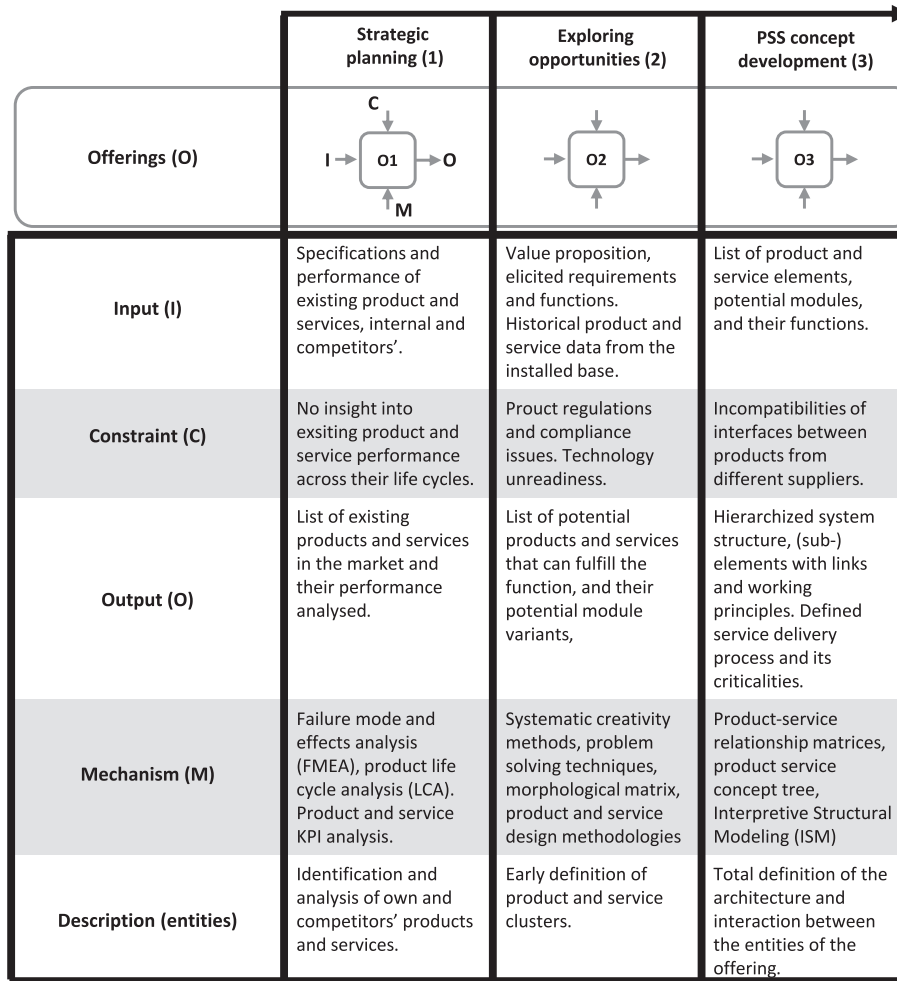 Strategic
planning (1)
Exploring
opportunities (2)
PSS concept
development (3)
Offerings (O)
C
I
O1
O
M
O2
O3
Input (I)
Specifications and
performance of
existing product and
services, internal and
competitors’.
Value proposition,
elicited requirements
and functions.
Historical product and
service data from the
installed base.
List of product and
service elements,
potential modules,
and their functions.
Constraint (C)
No insight into
exsiting product and
service performance
across their life cycles.
Prouct regulations
and compliance
issues. Technology
unreadiness.
Incompatibilities of
interfaces between
products from
different suppliers.
Output (O)
List of existing
products and services
in the market and
their performance
analysed.
List of potential
products and services
that can fulfill the
function, and their
potential module
variants,
Hierarchized system
structure, (sub-)
elements with links
and working
principles. Defined
service delivery
process and its
criticalities.
Mechanism (M)
Failure mode and
effects analysis
(FMEA), product life
cycle analysis (LCA).
Product and service
KPI analysis.
Systematic creativity
methods, problem
solving techniques,
morphological matrix,
product and service
design methodologies
Product-service
relationship matrices,
product service
concept tree,
Interpretive Structural
Modeling (ISM)
Description (entities)
Identification and
analysis of own and
competitors’ products
and services.
Early definition of
product and service
clusters.
Total definition of the
architecture and
interaction between
the entities of the
offering.